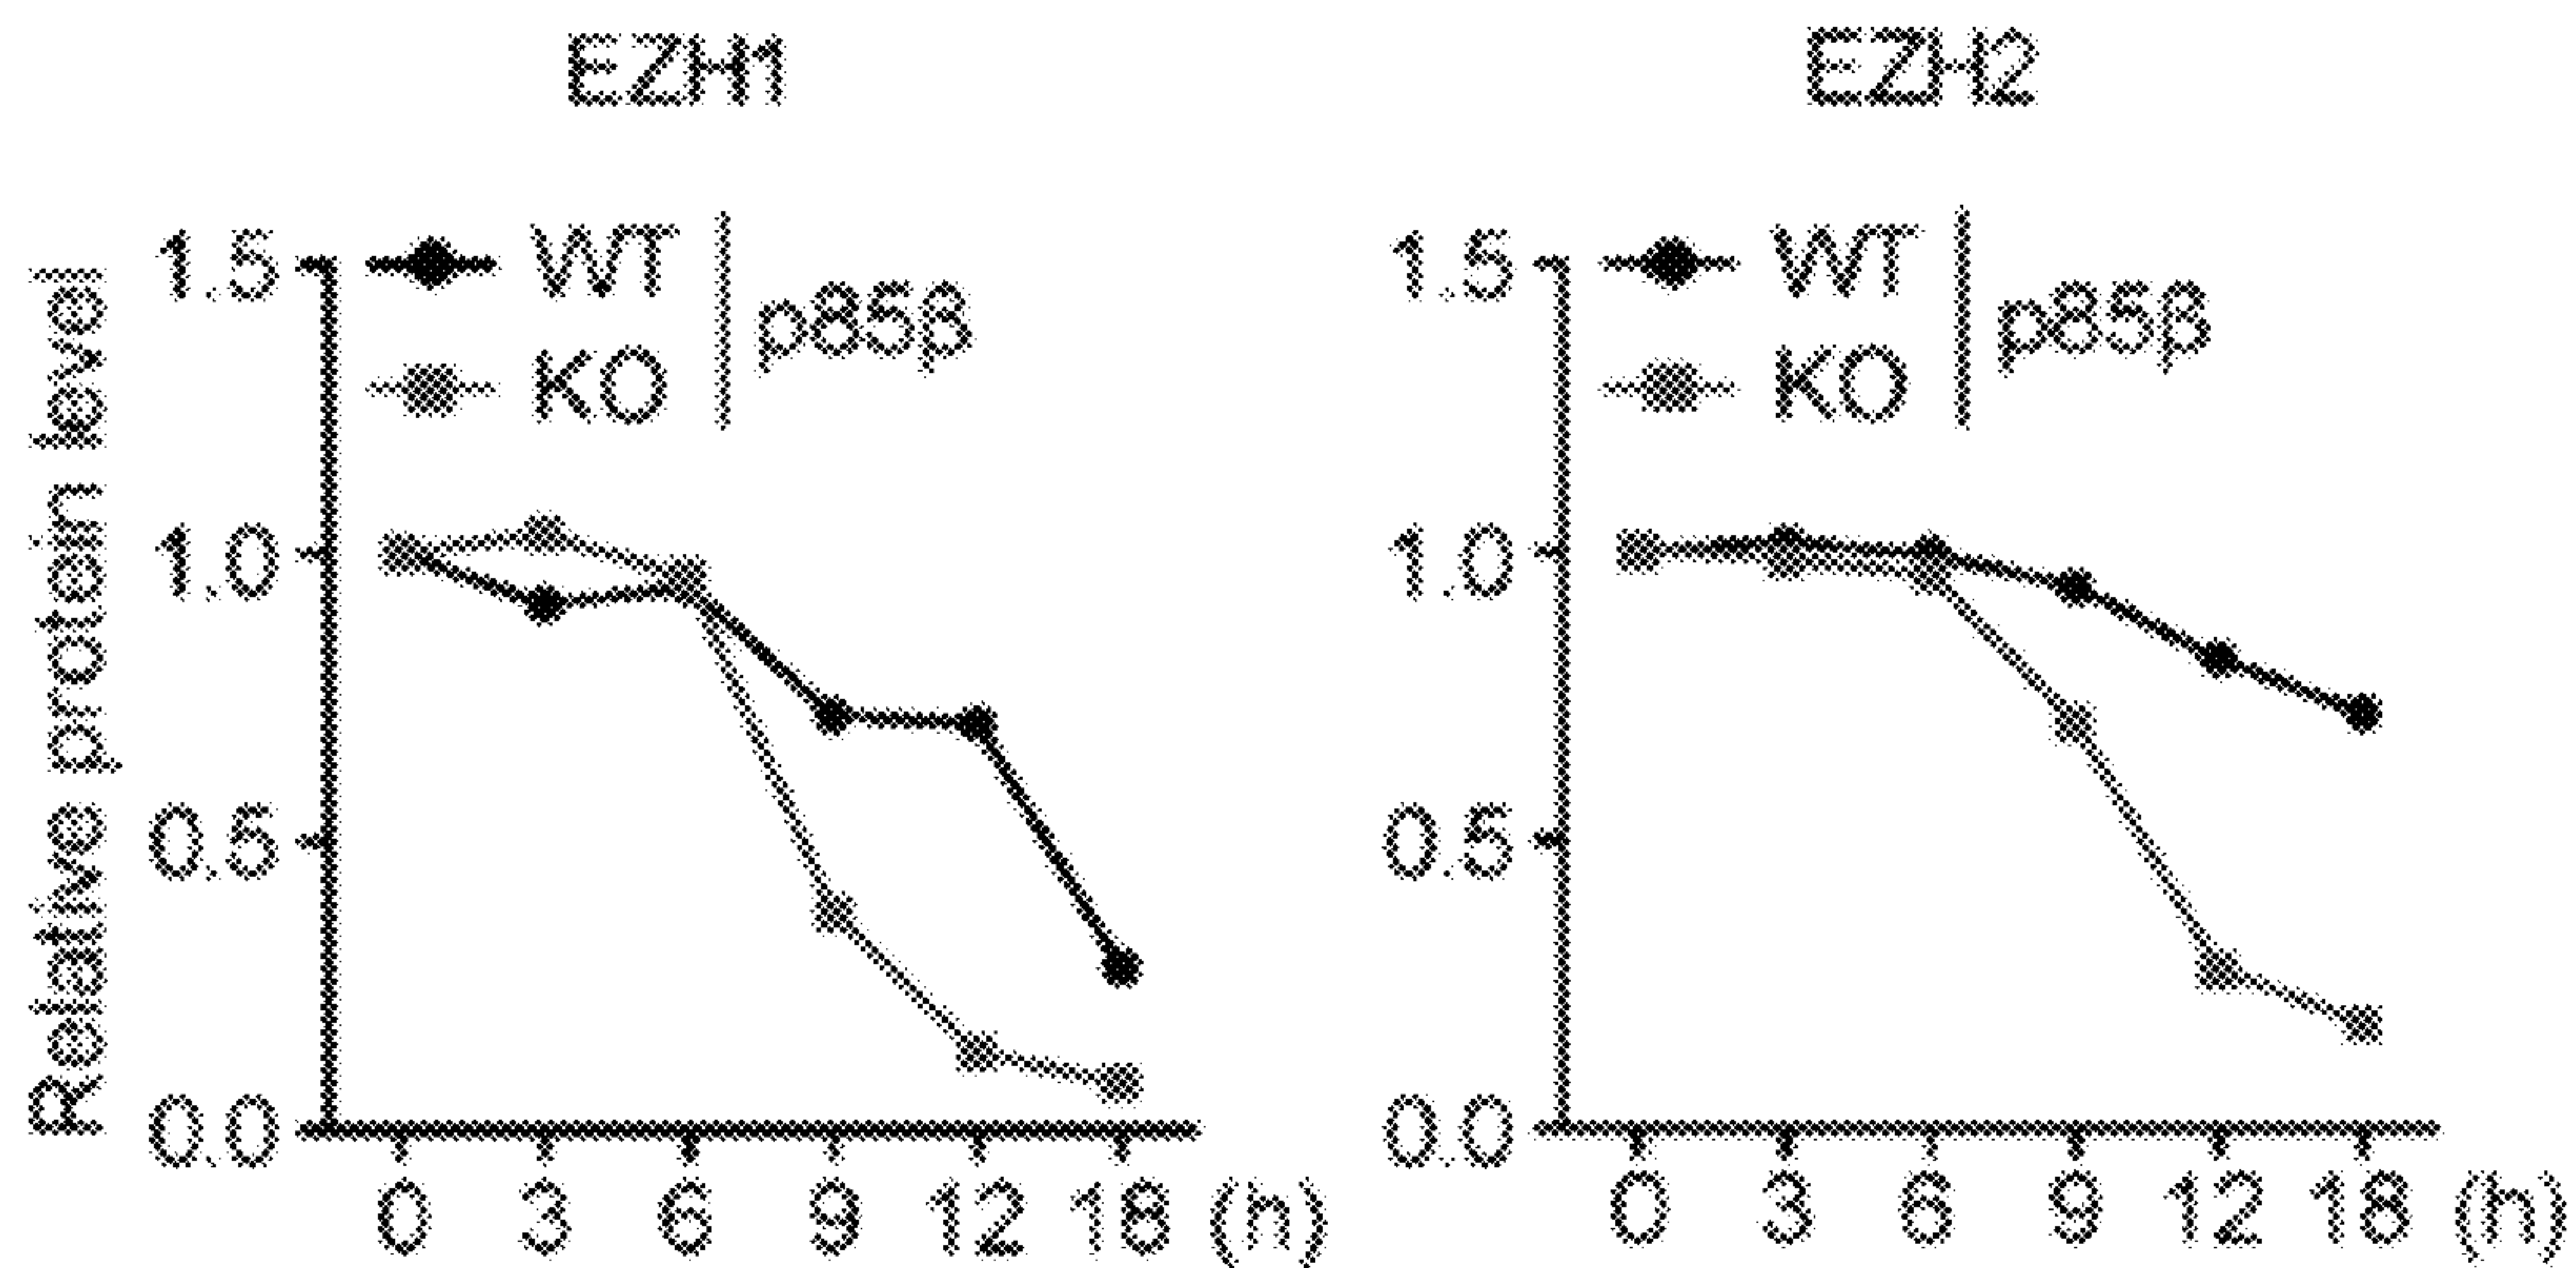 EZH1
Relative protein level
1.5
1.0
0.5
0.0
WT
KO
p85β
0 3 6 9 12 18 (h)
EZH2
1.5
1.0
0.5
0.0
WT
KO
p85β
0 3 6 9 12 18 (h)